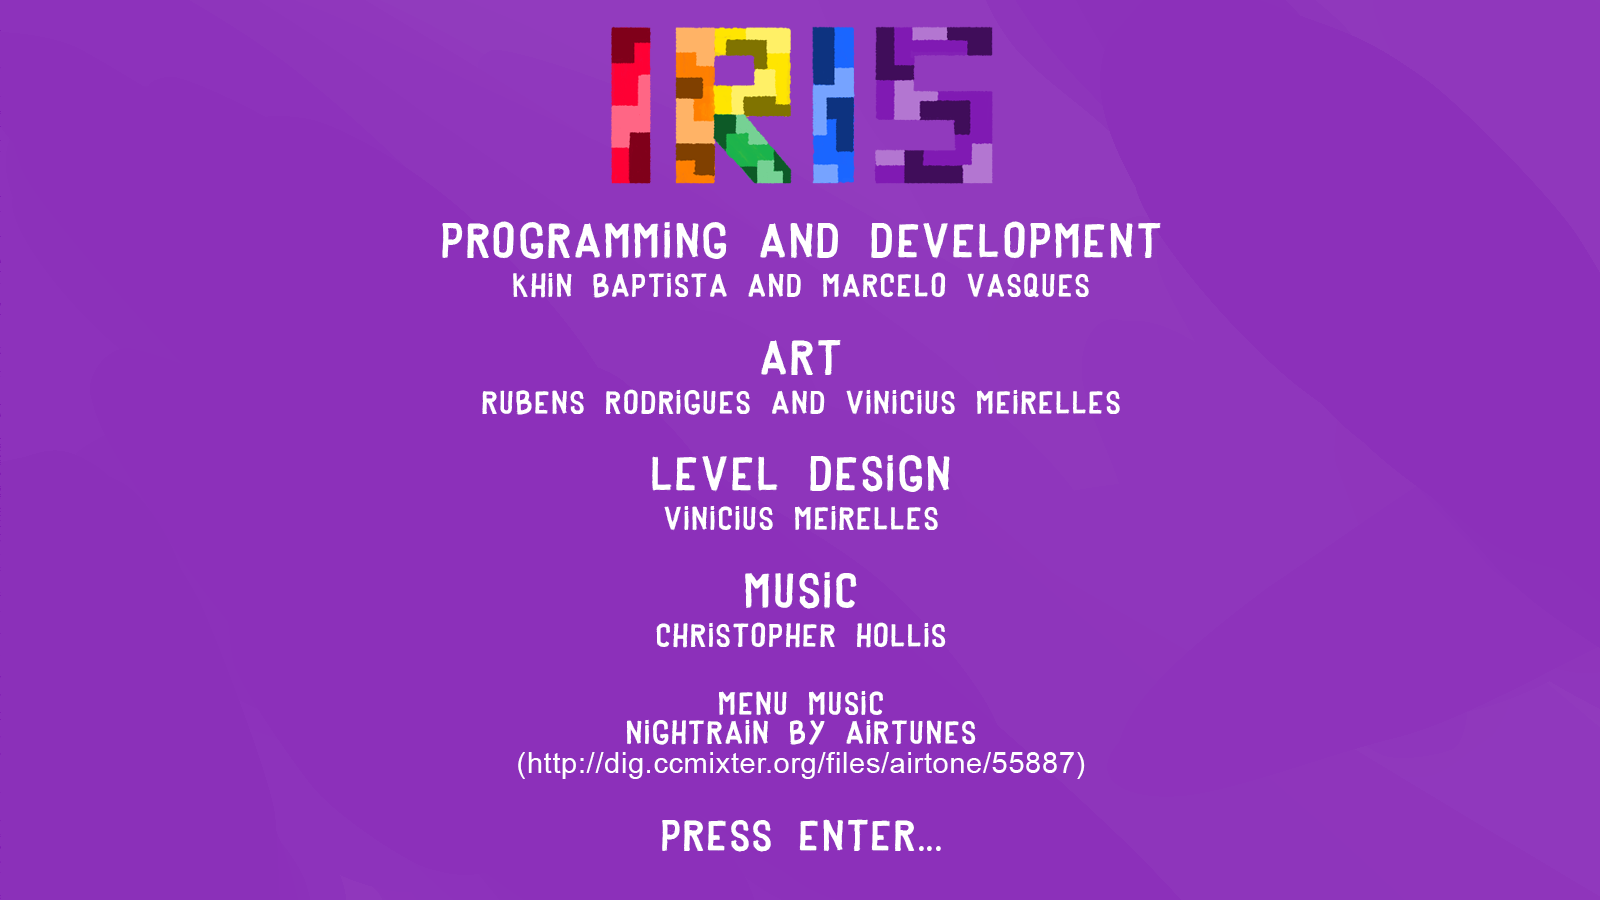 IRIS
PROGRAMMiNG AND DEVELOPMENT
KHiN BAPTiSTA AND MARCELO VASQUES
ART
RUBENS RODRiGUES AND ViNiCiUS MEiRELLES
LEVEL DESiGN
ViNiCiUS MEiRELLES
MUSiC
CHRiSTOPHER HOLLiS
MENU MUSiC
NiGHTRAiN BY AiRTUNES
(http://dig.ccmixter.org/files/airtone/55887)
PRESS ENTER...